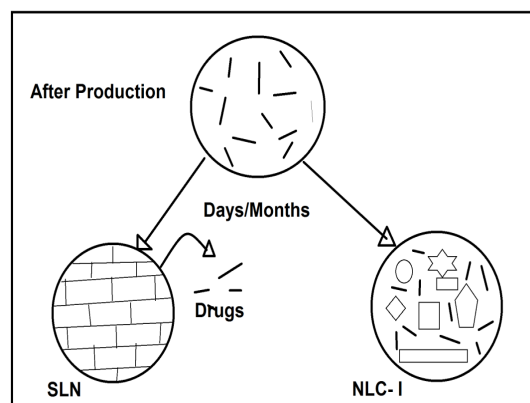 After Production
Days/Months
Drugs
SLN
NLC- I